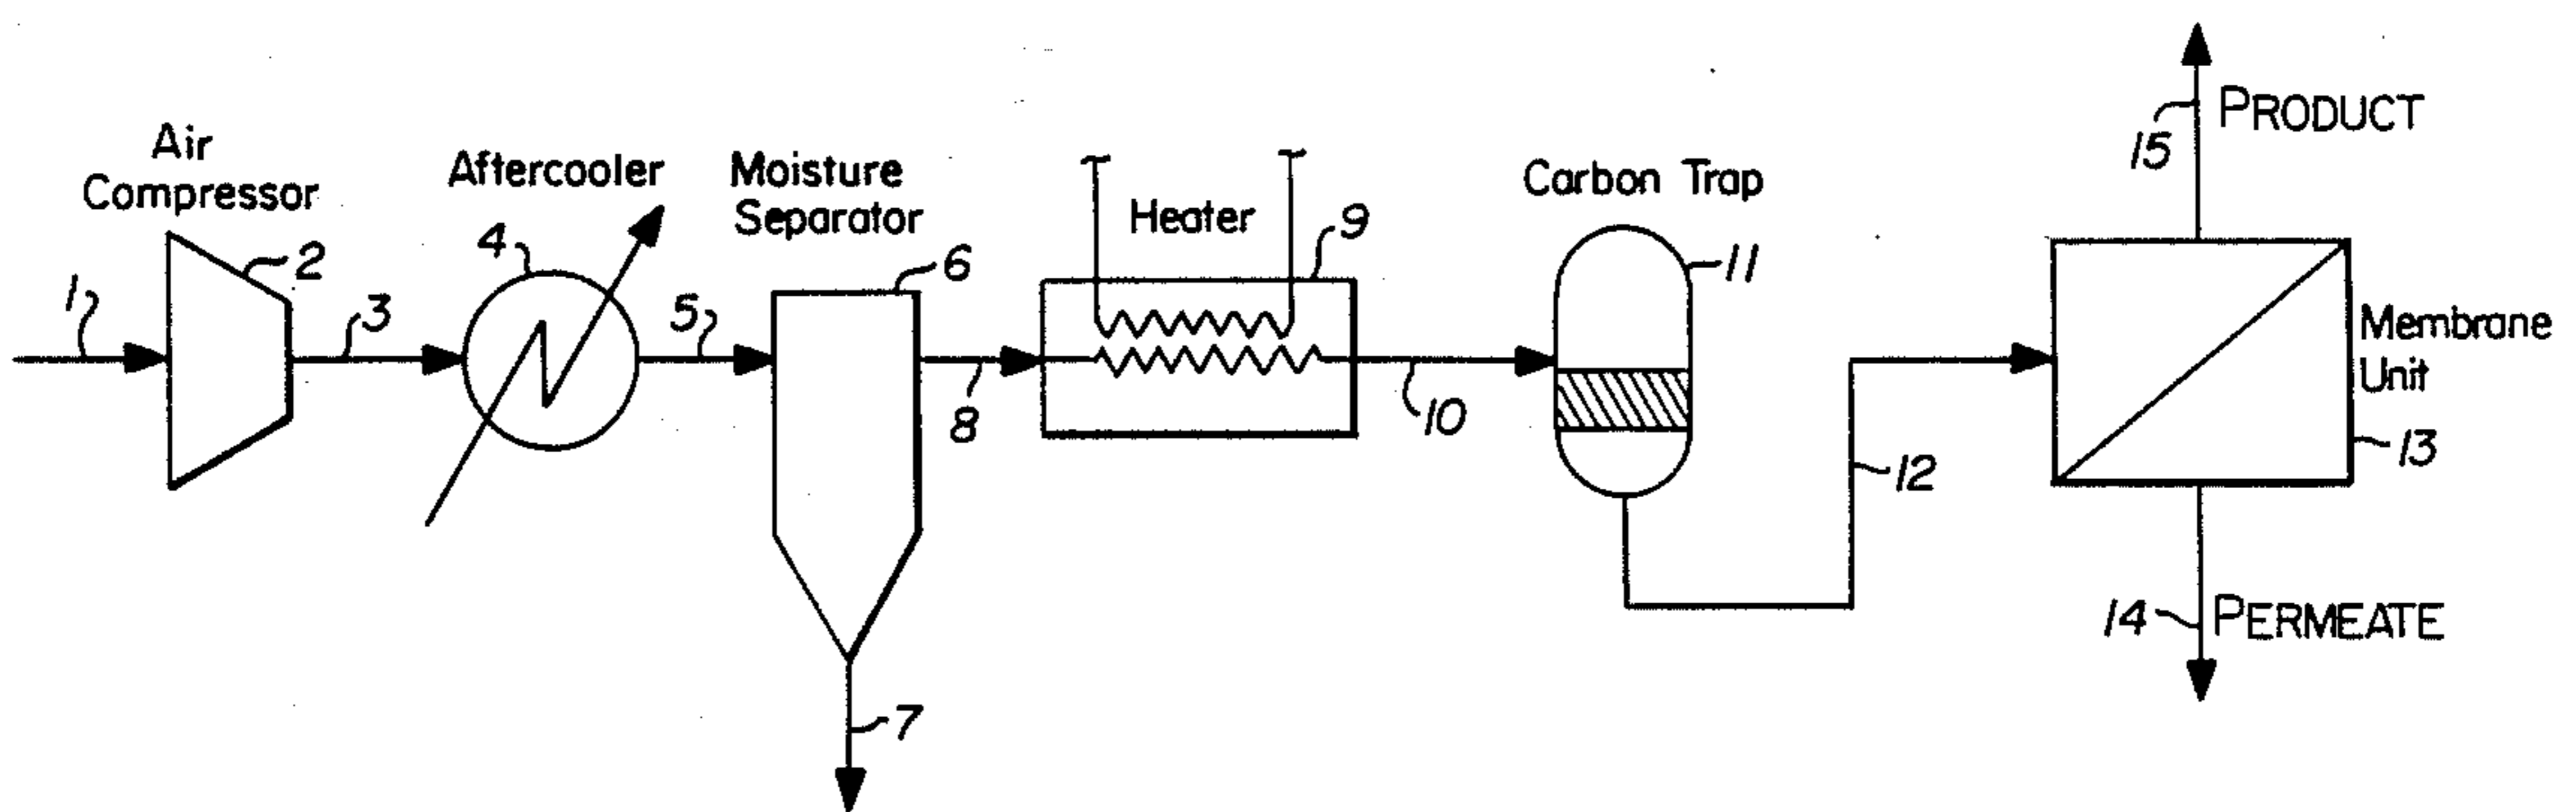 Air
Compressor
Aftercooler
Moisture
Separator
Heater
Carbon Trap
PRODUCT
Membrane
Unit
PERMEATE
1
2
3
4
5
6
7
8
9
10
11
12
13
14
15